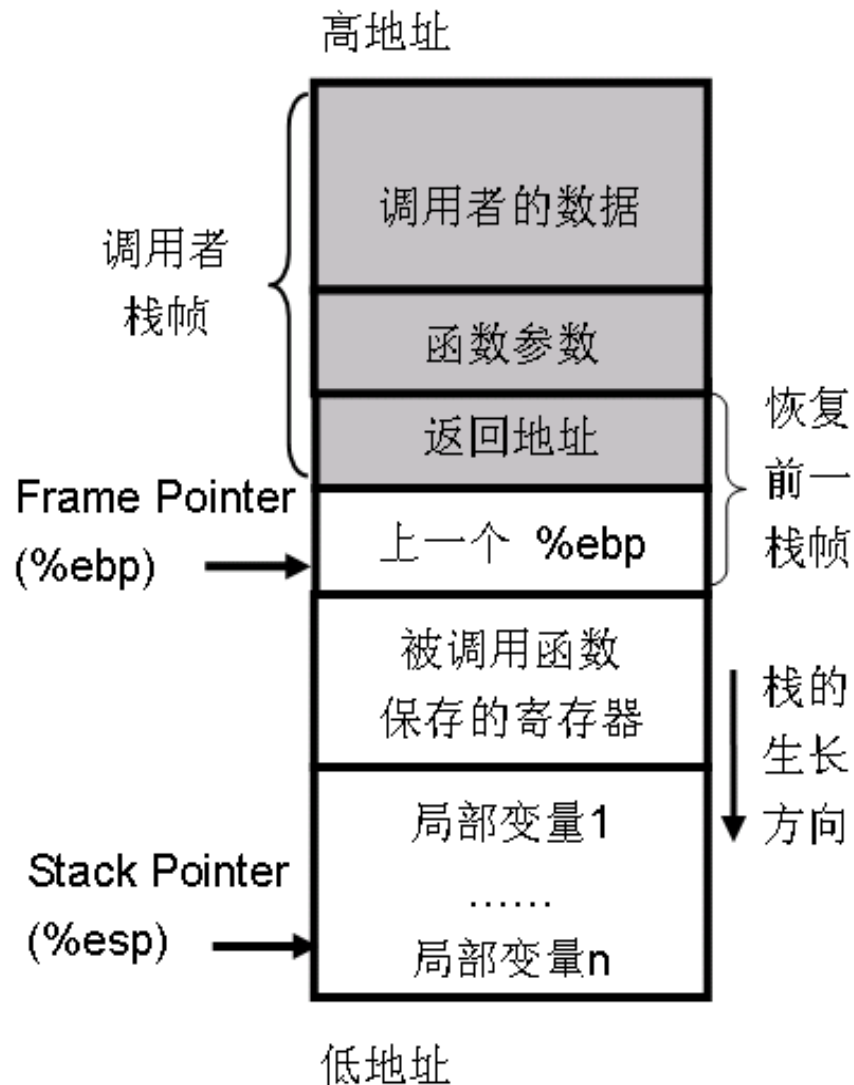 高地址
调用者的数据
调用者
栈帧
函数参数
返回地址
恢复
前一
栈帧
Frame Pointer
(%ebp)
上一个 %ebp
被调用函数
保存的寄存器
栈的
生长
方向
局部变量1
......
局部变量n
Stack Pointer
(%esp)
低地址